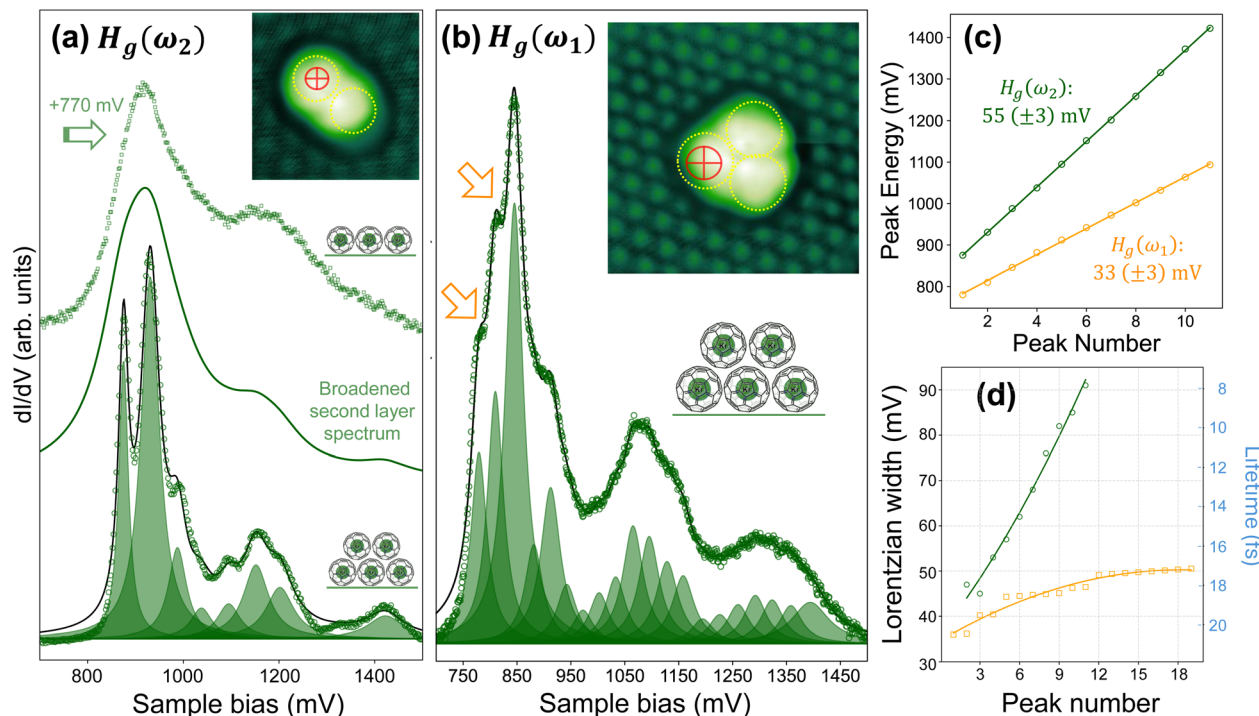 (a) H_g(ω_2)
+770 mV
Broadened
second layer
spectrum
dI/dV (arb. units)
800 1000 1200 1400
Sample bias (mV)
(b) H_g(ω_1)
750 850 950 1050 1150 1250 1350 1450
Sample bias (mV)
(c)
H_g(ω_2):
55 (±3) mV
H_g(ω_1):
33 (±3) mV
Peak Energy (mV)
1400
1300
1200
1100
1000
900
800
2 4 6 8 10
Peak Number
(d)
Lorentzian width (mV)
90
80
70
60
50
40
30
8
10
12
14
16
18
20
Lifetime (fs)
3 6 9 12 15 18
Peak number